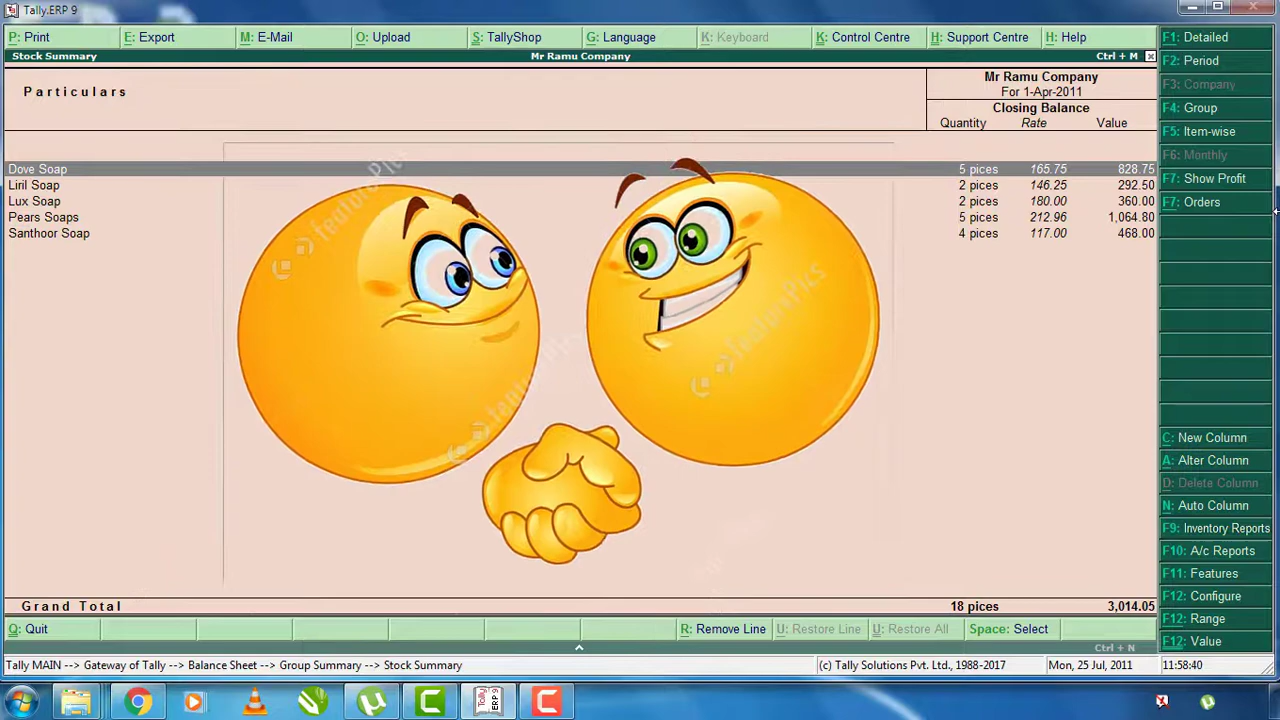 Tally.ERP 9
P: Print E: Export M: E-Mail O: Upload S: TallyShop G: Language K: Keyboard K: Control Centre H: Support Centre H: Help
Stock Summary Mr Ramu Company Ctrl + M
Particulars
Mr Ramu Company
For 1-Apr-2011
Closing Balance
Quantity Rate Value
Dove Soap 5 pices 165.75 828.75
Liril Soap 2 pices 146.25 292.50
Lux Soap 2 pices 180.00 360.00
Pears Soaps 5 pices 212.96 1,064.80
Santhoor Soap 4 pices 117.00 468.00
Grand Total 18 pices 3,014.05
F1: Detailed
F2: Period
F3: Company
F4: Group
F5: Item-wise
F6: Monthly
F7: Show Profit
F7: Orders
C: New Column
A: Alter Column
D: Delete Column
N: Auto Column
F9: Inventory Reports
F10: A/c Reports
F11: Features
F12: Configure
F12: Range
F12: Value
Q: Quit R: Remove Line U: Restore Line U: Restore All Space: Select
Ctrl + N
Tally MAIN --> Gateway of Tally --> Balance Sheet --> Group Summary --> Stock Summary (c) Tally Solutions Pvt. Ltd., 1988-2017 Mon, 25 Jul, 2011 11:58:40